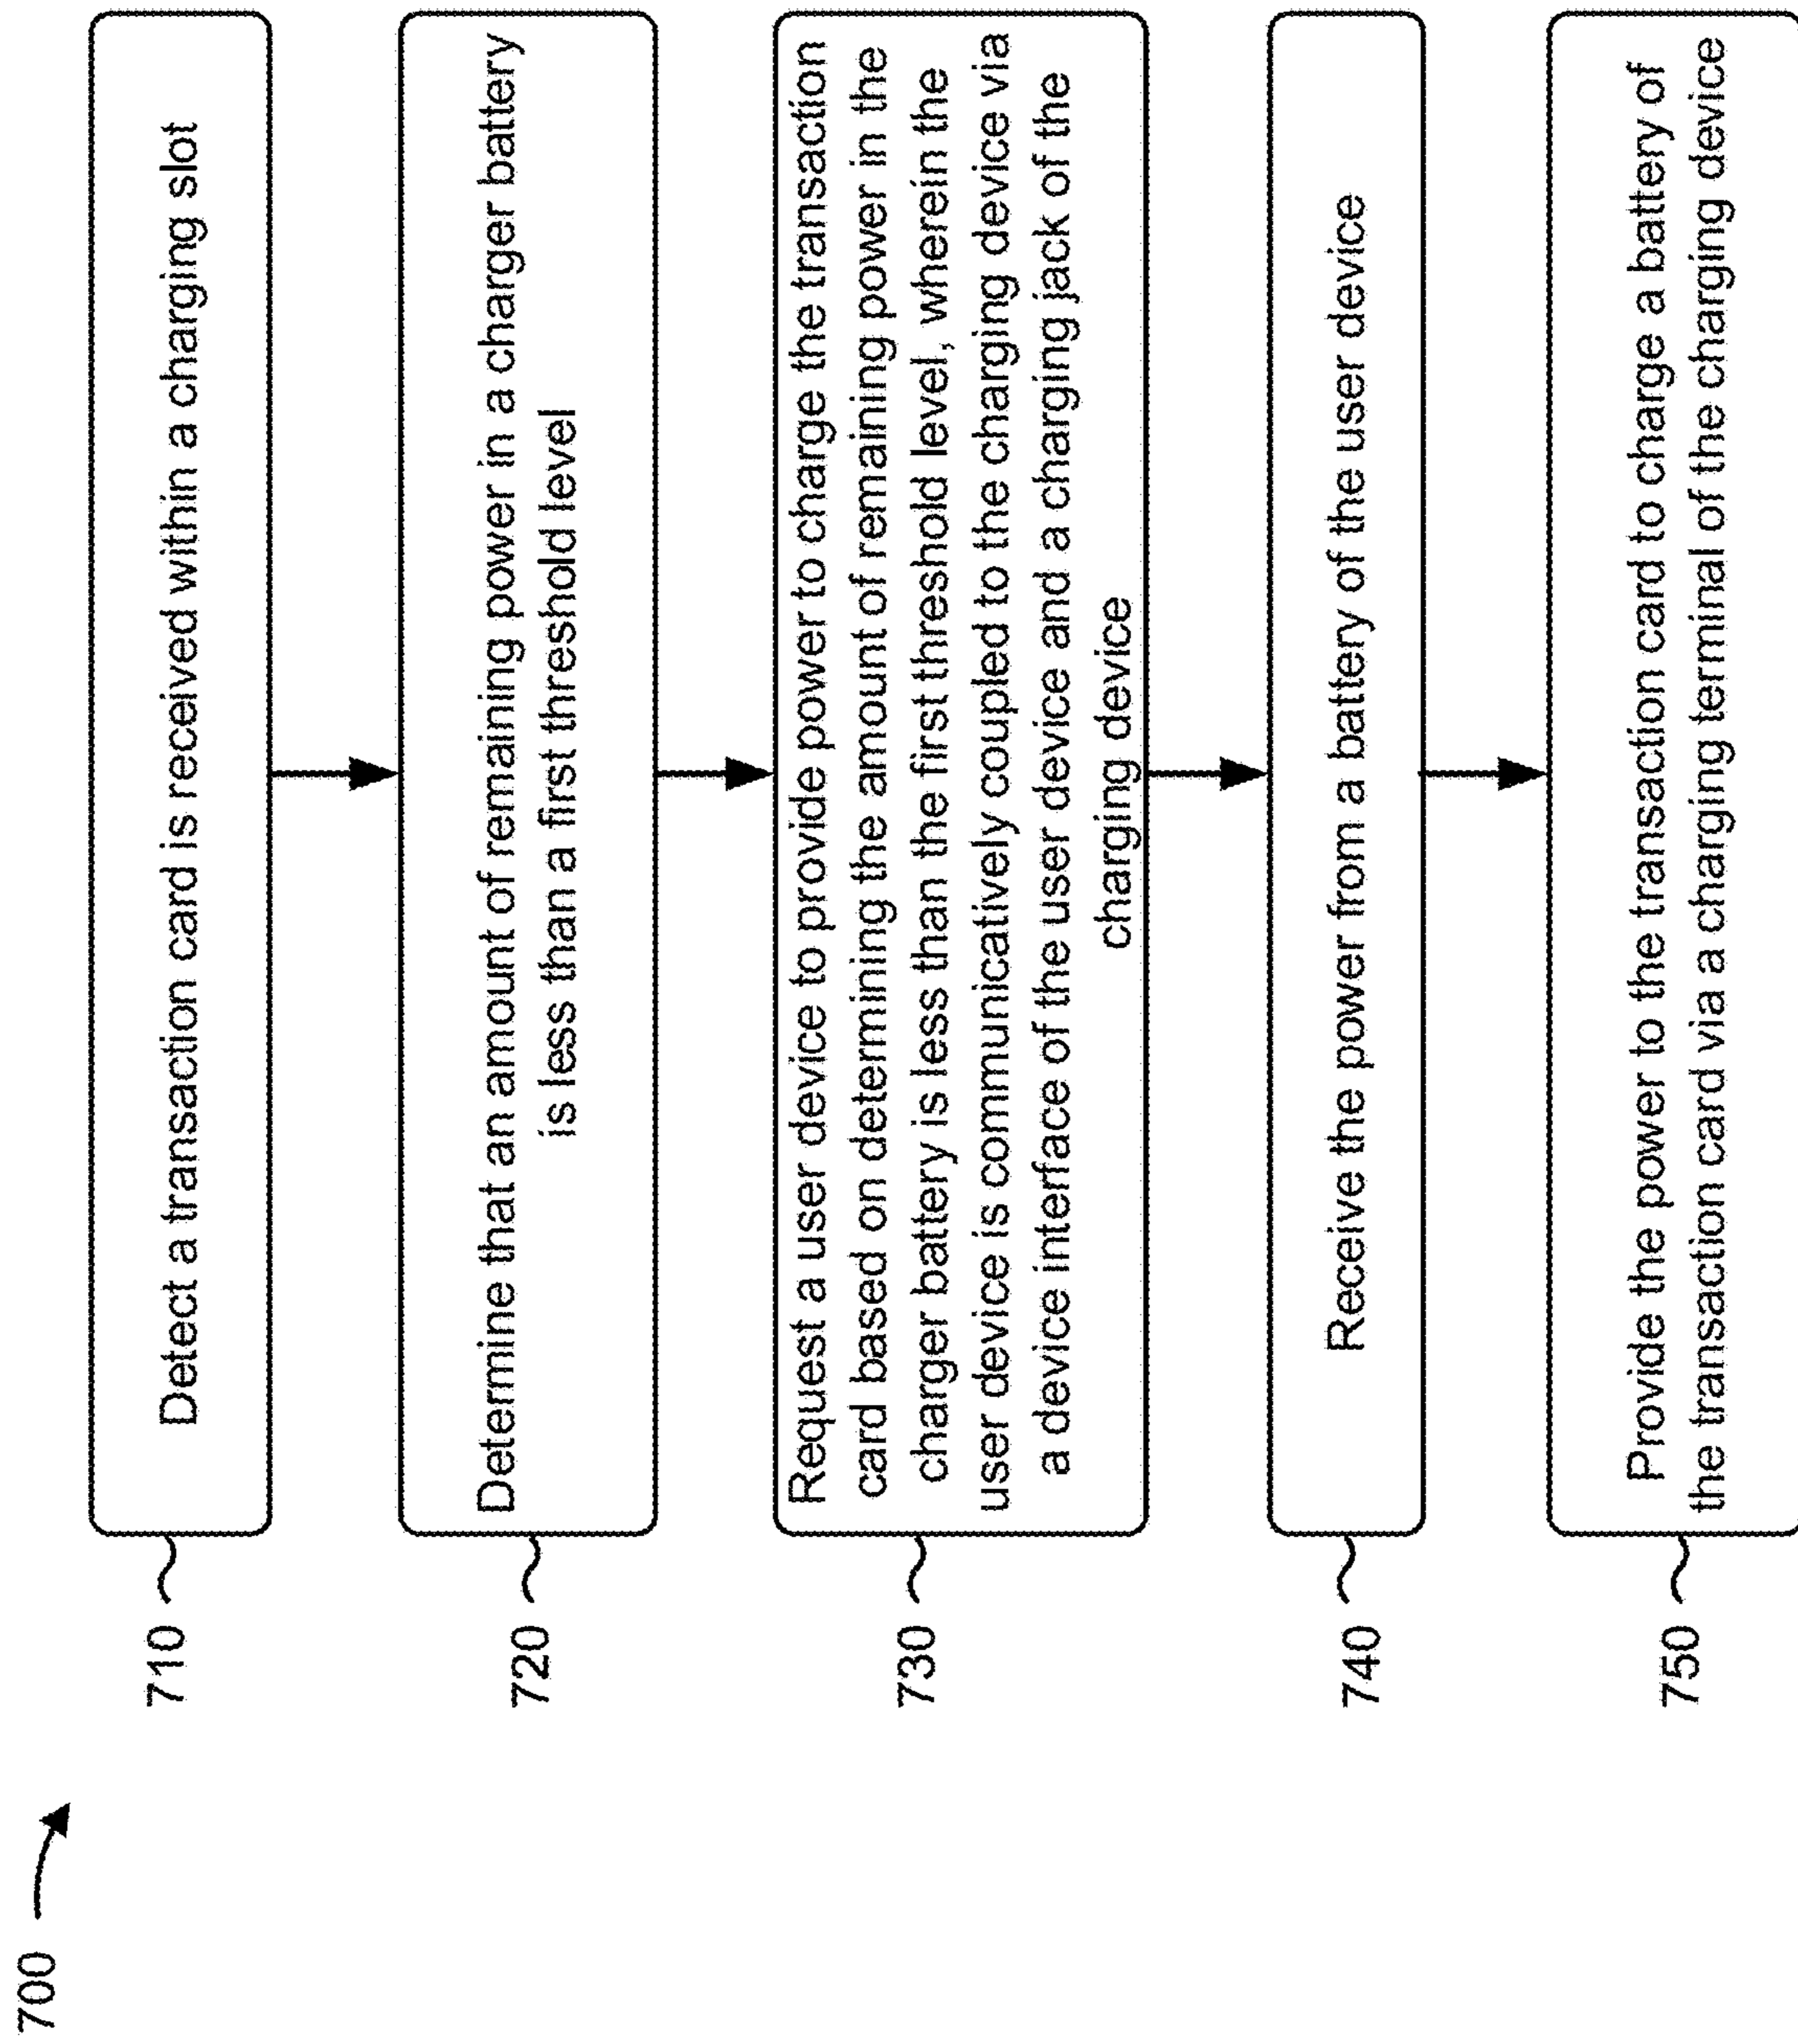 700
710
Detect a transaction card is received within a charging slot
720
Determine that an amount of remaining power in a charger battery
is less than a first threshold level
730
Request a user device to provide power to charge the transaction
card based on determining the amount of remaining power in the
charger battery is less than the first threshold level, wherein the
user device is communicatively coupled to the charging device via
a device interface of the user device and a charging jack of the
charging device
740
Receive the power from a battery of the user device
750
Provide the power to the transaction card to charge a battery of
the transaction card via a charging terminal of the charging device